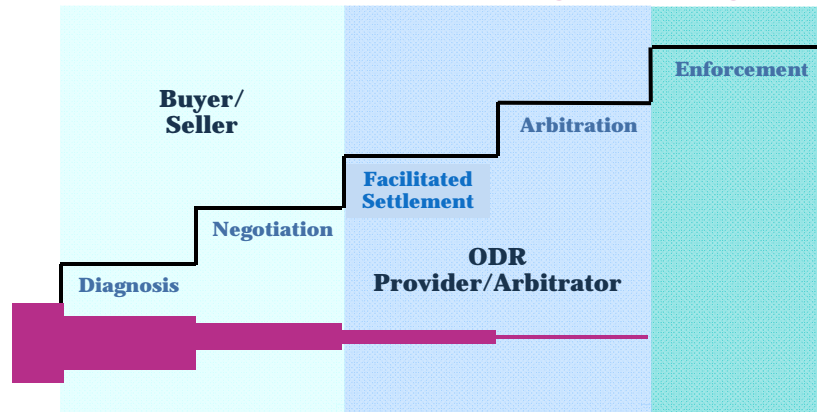 Buyer/
Seller
Diagnosis
Negotiation
Facilitated
Settlement
Arbitration
Enforcement
ODR
Provider/Arbitrator